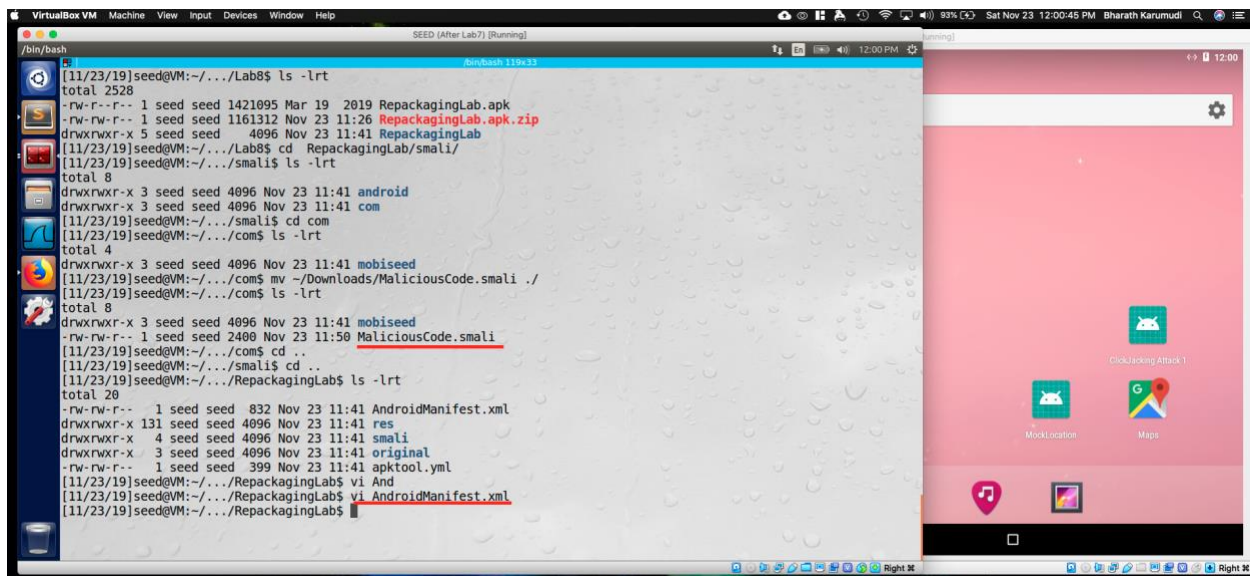 VirtualBox VM Machine View Input Devices Window Help 93% Sat Nov 23 12:00:45 PM Bharath Karumudi
SEED (After Lab7) [Running]
/bin/bash En 12:00 PM
/bin/bash 119x33
[11/23/19]seed@VM:~/.../Lab8$ ls -lrt
total 2528
-rw-r--r-- 1 seed seed 1421095 Mar 19 2019 RepackagingLab.apk
-rw-rw-r-- 1 seed seed 1161312 Nov 23 11:26 RepackagingLab.apk.zip
drwxrwxr-x 5 seed seed 4096 Nov 23 11:41 RepackagingLab
[11/23/19]seed@VM:~/.../Lab8$ cd RepackagingLab/smali/
[11/23/19]seed@VM:~/.../smali$ ls -lrt
total 8
drwxrwxr-x 3 seed seed 4096 Nov 23 11:41 android
drwxrwxr-x 3 seed seed 4096 Nov 23 11:41 com
[11/23/19]seed@VM:~/.../smali$ cd com
[11/23/19]seed@VM:~/.../com$ ls -lrt
total 4
drwxrwxr-x 3 seed seed 4096 Nov 23 11:41 mobiseed
[11/23/19]seed@VM:~/.../com$ mv ~/Downloads/MaliciousCode.smali ./
[11/23/19]seed@VM:~/.../com$ ls -lrt
total 8
drwxrwxr-x 3 seed seed 4096 Nov 23 11:41 mobiseed
-rw-rw-r-- 1 seed seed 2400 Nov 23 11:50 MaliciousCode.smali
[11/23/19]seed@VM:~/.../com$ cd ..
[11/23/19]seed@VM:~/.../smali$ cd ..
[11/23/19]seed@VM:~/.../RepackagingLab$ ls -lrt
total 20
-rw-rw-r-- 1 seed seed 832 Nov 23 11:41 AndroidManifest.xml
drwxrwxr-x 131 seed seed 4096 Nov 23 11:41 res
drwxrwxr-x 4 seed seed 4096 Nov 23 11:41 smali
drwxrwxr-x 3 seed seed 4096 Nov 23 11:41 original
-rw-rw-r-- 1 seed seed 399 Nov 23 11:41 apktool.yml
[11/23/19]seed@VM:~/.../RepackagingLab$ vi And
[11/23/19]seed@VM:~/.../RepackagingLab$ vi AndroidManifest.xml
[11/23/19]seed@VM:~/.../RepackagingLab$
Right ⌘
unning]
12:00
ClickJacking Attack 1
G
MockLocation Maps
Right ⌘